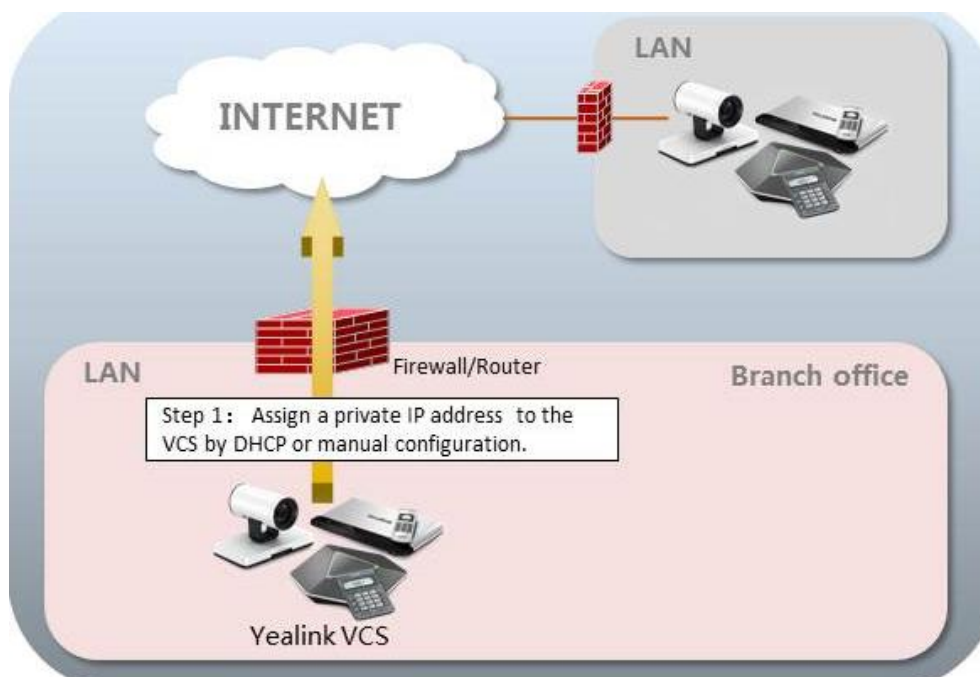 LAN
INTERNET
LAN
Firewall/Router
Branch office
Step 1: Assign a private IP address to the
VCS by DHCP or manual configuration.
Yealink VCS